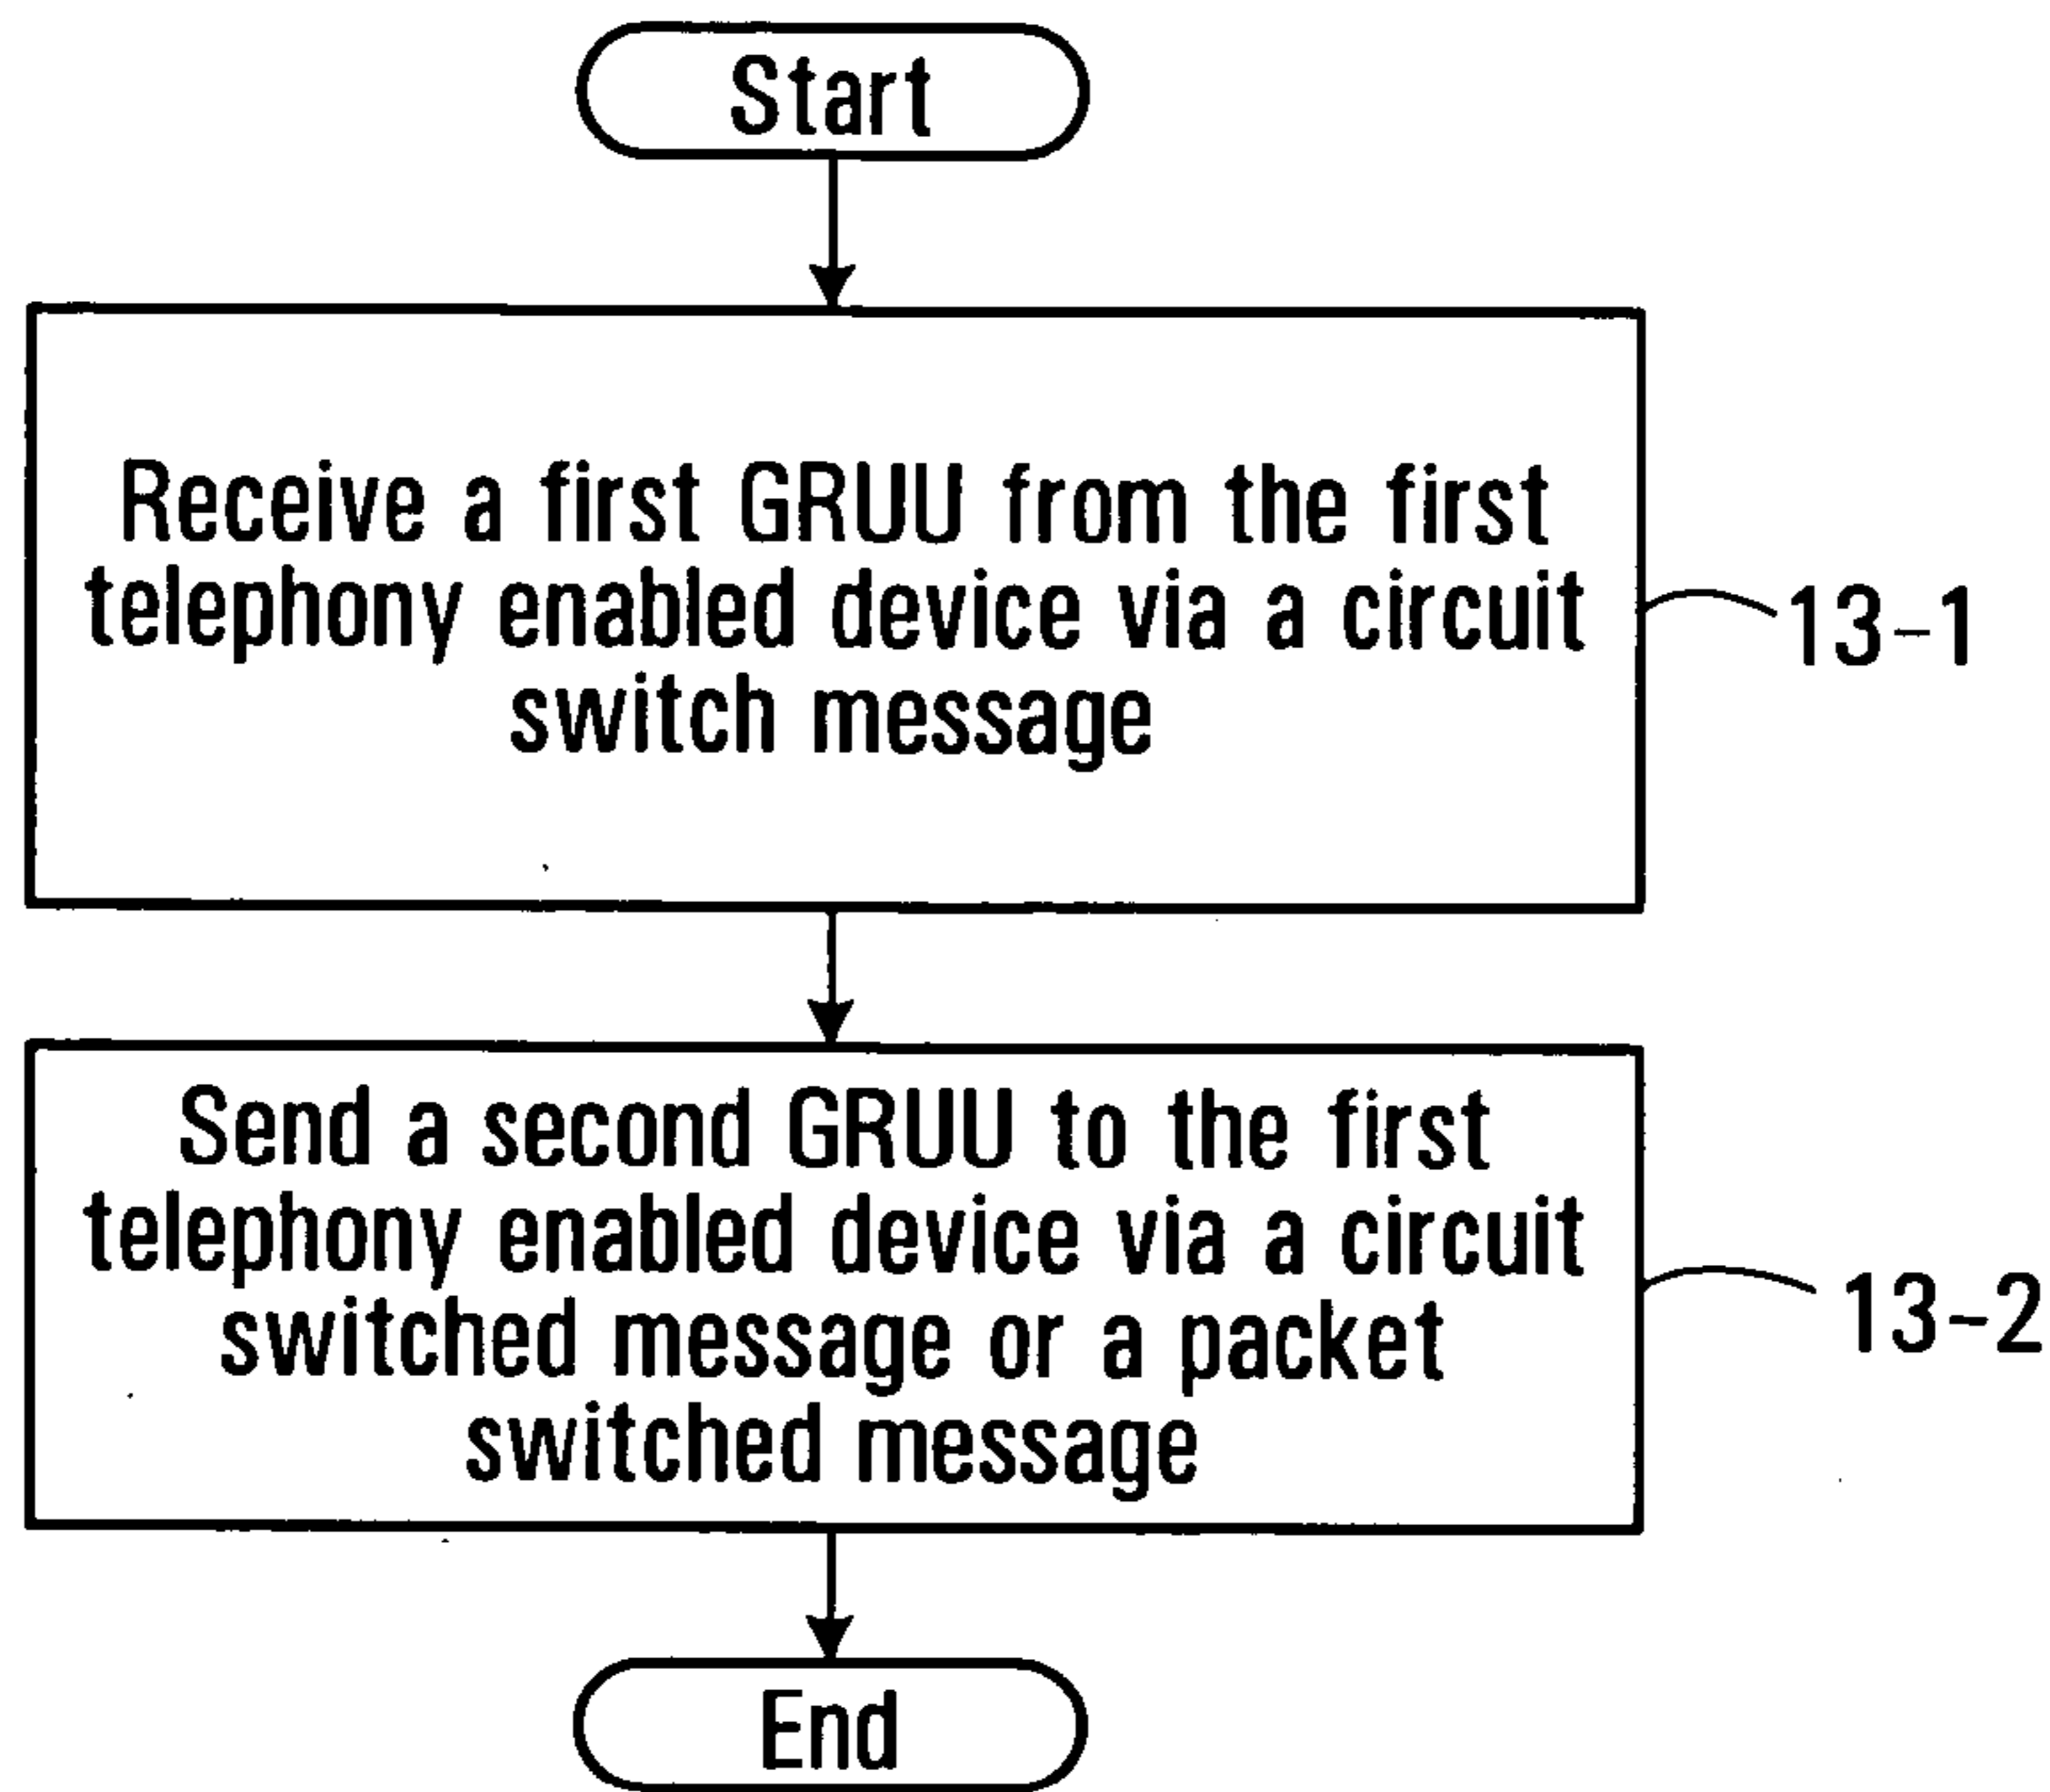 Start
Receive a first GRUU from the first
telephony enabled device via a circuit
switch message
13-1
Send a second GRUU to the first
telephony enabled device via a circuit
switched message or a packet
switched message
13-2
End